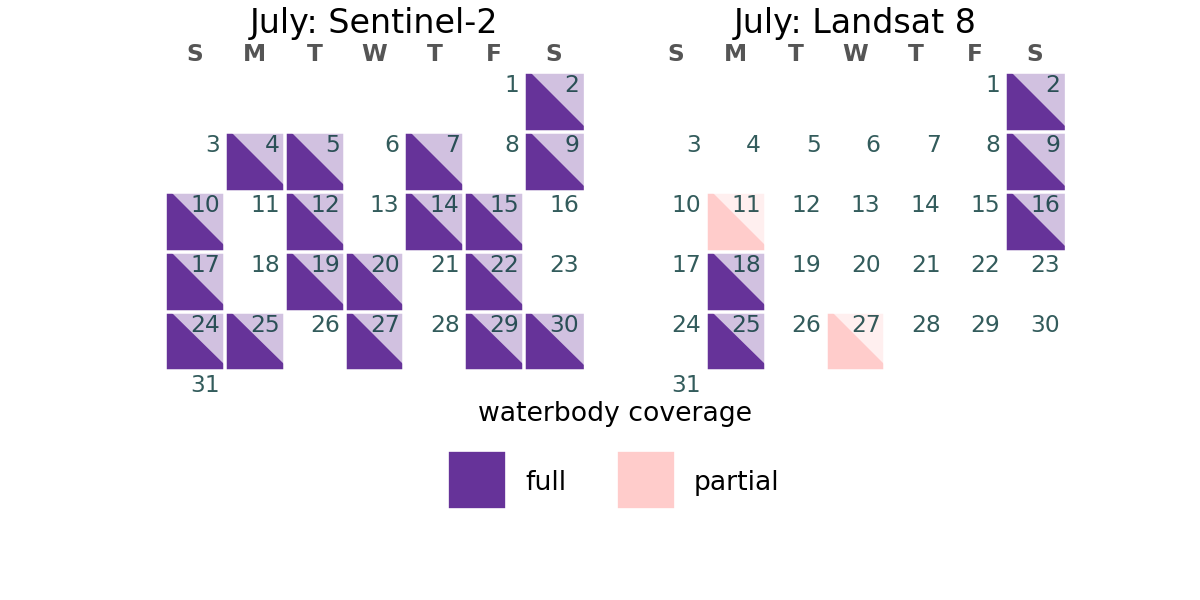 July: Sentinel-2
S M T W T F S
1 2
3 4 5 6 7 8 9
10 11 12 13 14 15 16
17 18 19 20 21 22 23
24 25 26 27 28 29 30
31
July: Landsat 8
S M T W T F S
1 2
3 4 5 6 7 8 9
10 11 12 13 14 15 16
17 18 19 20 21 22 23
24 25 26 27 28 29 30
31
waterbody coverage
full partial